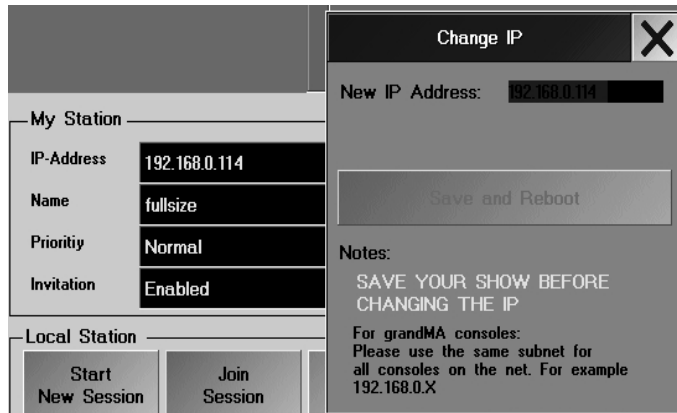 Change IP
New IP Address: 192.168.0.114
My Station
IP-Address 192.168.0.114
Name fullsize
Prioritiy Normal
Invitation Enabled
Save and Reboot
Notes:
SAVE YOUR SHOW BEFORE
CHANGING THE IP
For grandMA consoles:
Please use the same subnet for
all consoles on the net. For example
192.168.0.X
Local Station
Start
New Session
Join
Session